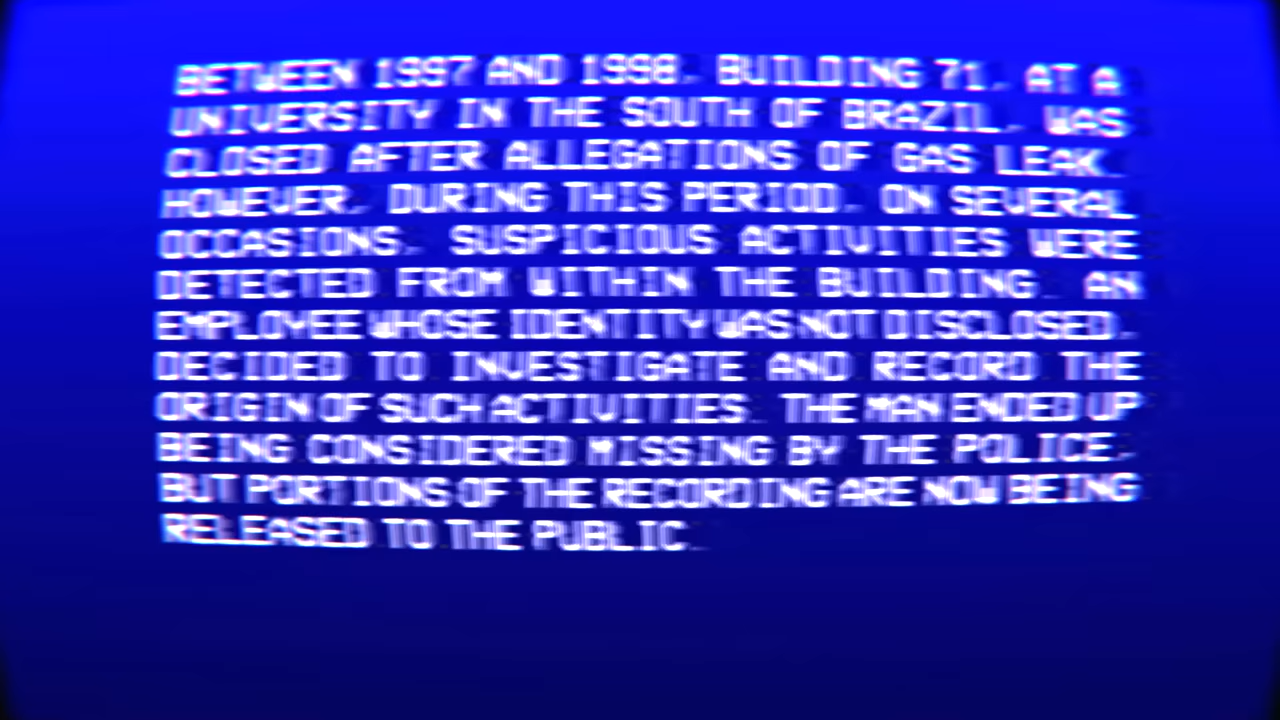 BETWEEN 1997 AND 1998, BUILDING 71, AT A
UNIVERSITY IN THE SOUTH OF BRAZIL, WAS
CLOSED AFTER ALLEGATIONS OF GAS LEAK.
HOWEVER, DURING THIS PERIOD, ON SEVERAL
OCCASIONS, SUSPICIOUS ACTIVITIES WERE
DETECTED FROM WITHIN THE BUILDING. AN
EMPLOYEE WHOSE IDENTITY WAS NOT DISCLOSED,
DECIDED TO INVESTIGATE AND RECORD THE
ORIGIN OF SUCH ACTIVITIES. THE MAN ENDED UP
BEING CONSIDERED MISSING BY THE POLICE,
BUT PORTIONS OF THE RECORDING ARE NOW BEING
RELEASED TO THE PUBLIC.